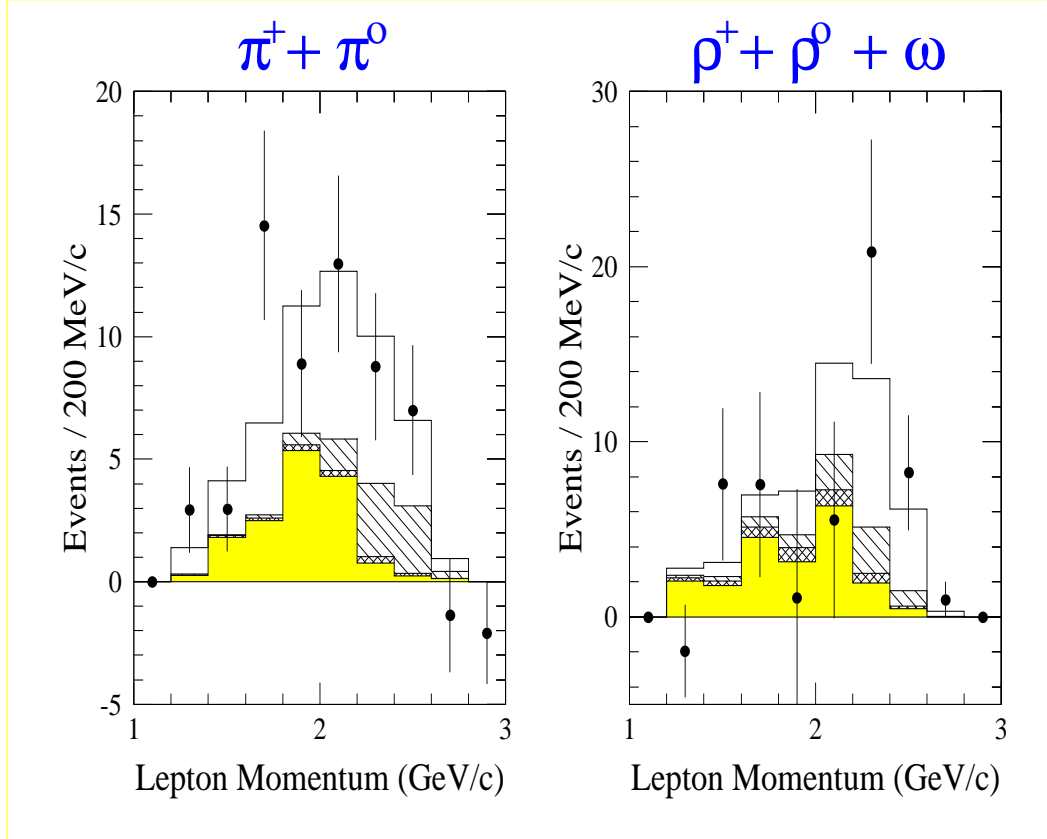 π⁺ + π⁰
ρ⁺ + ρ⁰ + ω
Events / 200 MeV/c
20
15
10
5
0
-5
1
2
3
Lepton Momentum (GeV/c)
Events / 200 MeV/c
30
20
10
0
1
2
3
Lepton Momentum (GeV/c)